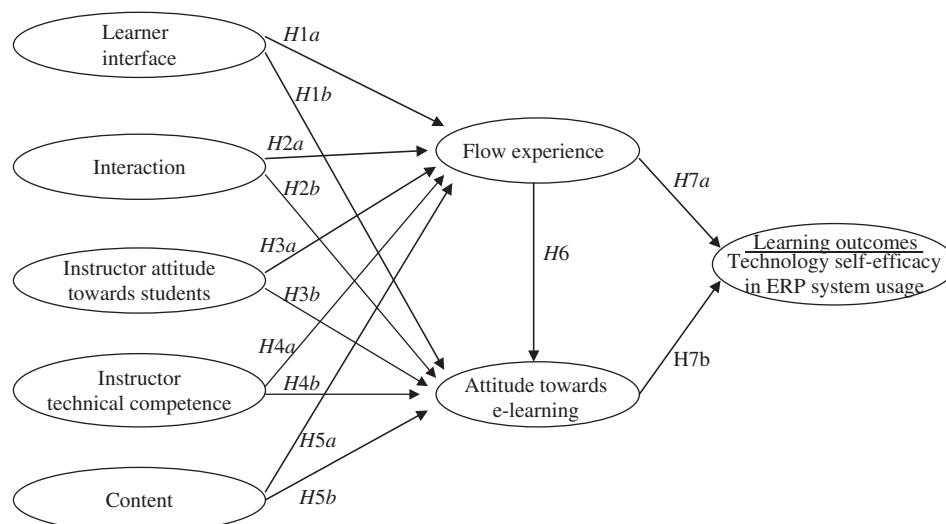 Learner
interface
Interaction
Instructor attitude
towards students
Instructor
technical competence
Content
H1a
H1b
H2a
H2b
H3a
H3b
H4a
H4b
H5a
H5b
Flow experience
H6
Attitude towards
e-learning
H7a
H7b
Learning outcomes
Technology self-efficacy
in ERP system usage